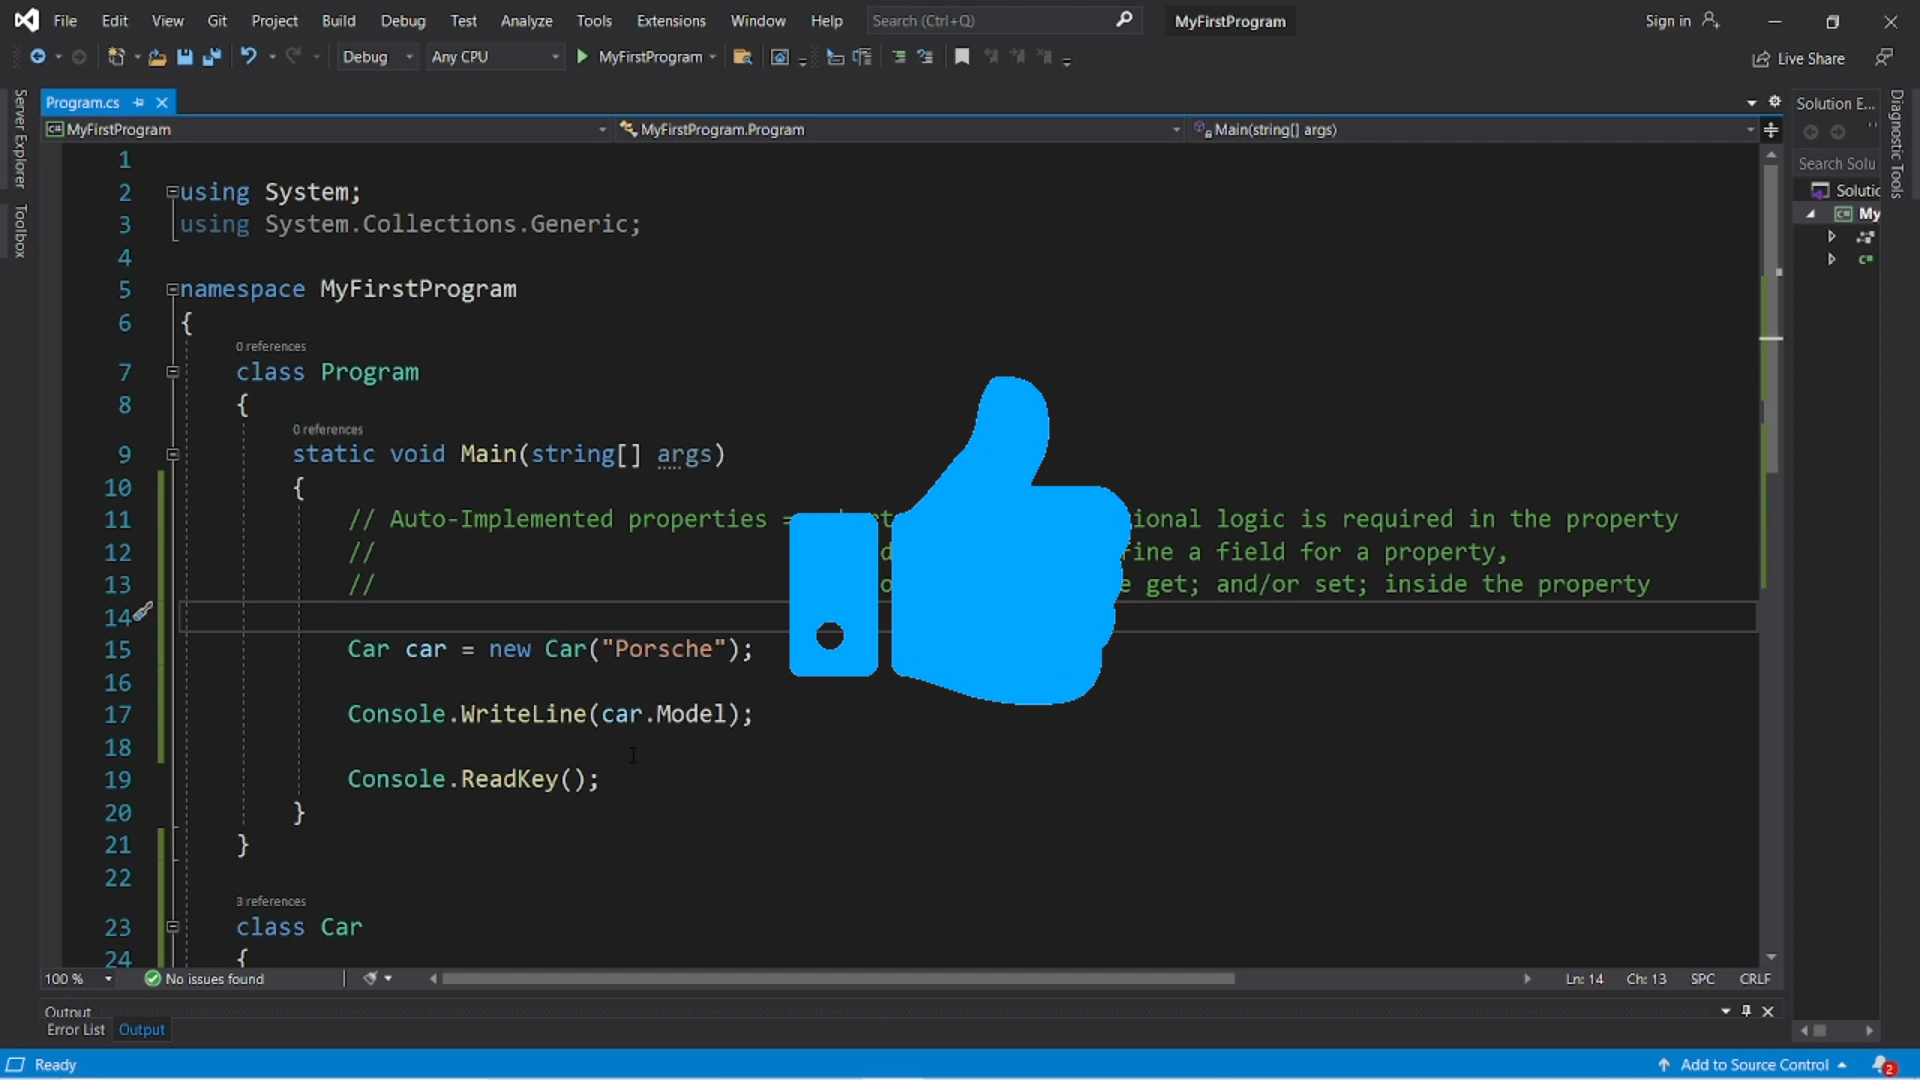 File Edit View Git Project Build Debug Test Analyze Tools Extensions Window Help Search (Ctrl+Q) MyFirstProgram Sign in
Debug Any CPU MyFirstProgram Live Share
Server Explorer
Toolbox
Program.cs
MyFirstProgram MyFirstProgram.Program Main(string[] args)
1
2 using System;
3 using System.Collections.Generic;
4
5 namespace MyFirstProgram
6 {
0 references
7 class Program
8 {
0 references
9 static void Main(string[] args)
10 {
11 // Auto-Implemented properties = logic is required in the property
12 // a field for a property,
13 // get; and/or set; inside the property
14
15 Car car = new Car("Porsche");
16
17 Console.WriteLine(car.Model);
18
19 Console.ReadKey();
20 }
21 }
22
3 references
23 class Car
24 {
Solution E...
Search Solu
Solutio
My
Diagnostic Tools
100 % No issues found Ln: 14 Ch: 13 SPC CRLF
Output
Error List Output
Ready Add to Source Control 2